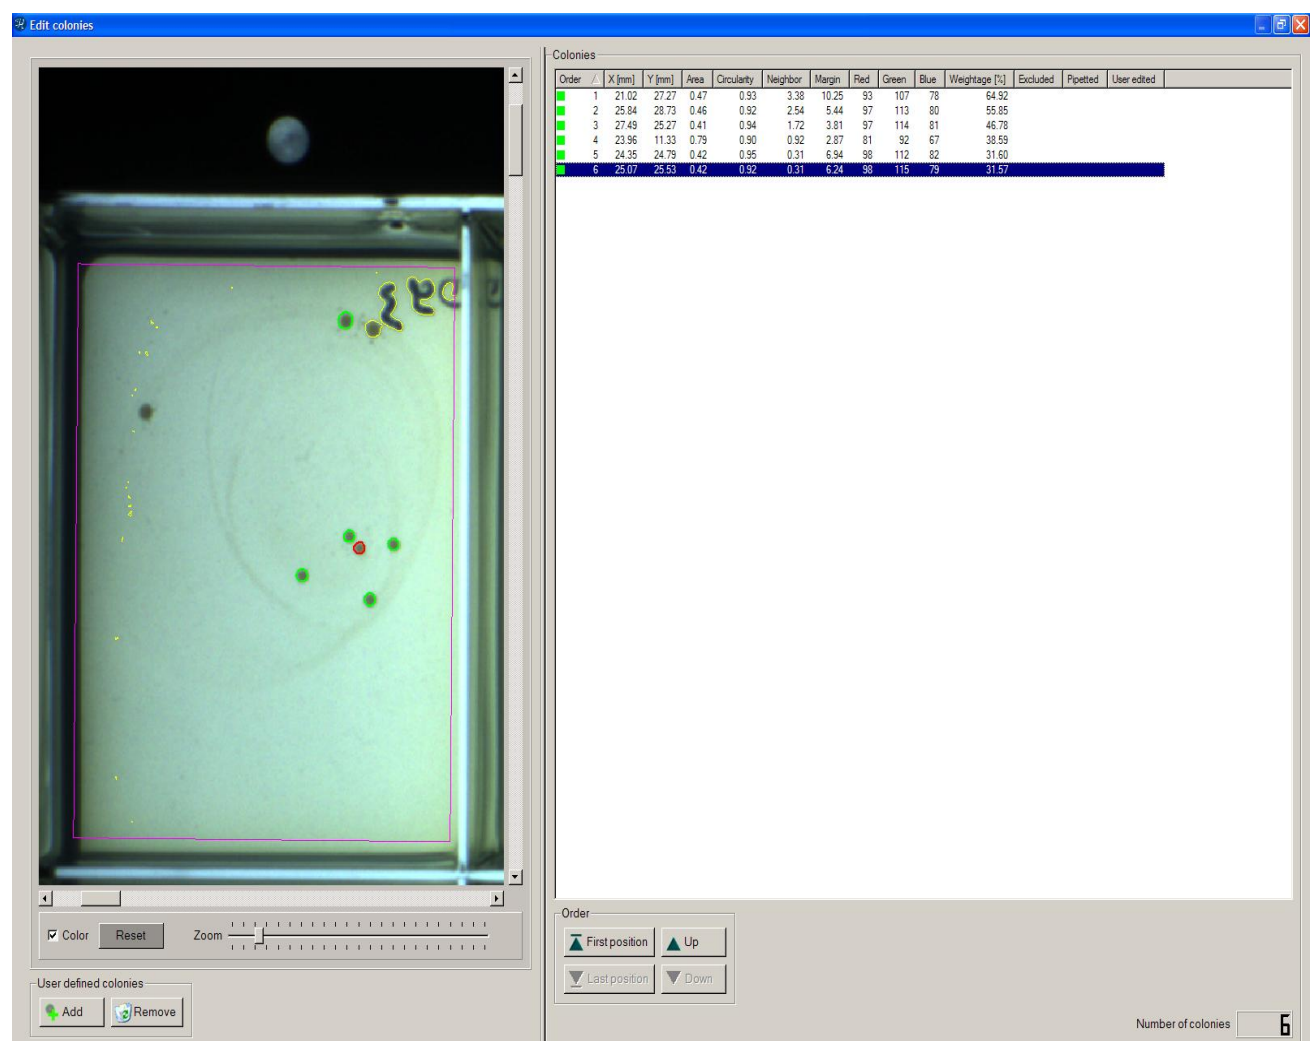 Edit colonies
Colonies
Order X [mm] Y [mm] Area Circularity Neighbor Margin Red Green Blue Weightage [%] Excluded Pipetted User edited
1 21.02 27.27 0.47 0.93 3.38 10.25 93 107 78 64.92
2 25.84 28.73 0.46 0.92 2.54 5.44 97 113 80 55.85
3 27.49 25.27 0.41 0.94 1.72 3.81 97 114 81 46.78
4 23.96 11.33 0.79 0.90 0.92 2.87 81 92 67 38.59
5 24.35 24.79 0.42 0.95 0.31 6.94 98 112 82 31.60
6 25.07 25.53 0.42 0.92 0.31 6.24 98 115 79 31.57
Color Reset Zoom
User defined colonies
Add Remove
Order
First position Up
Last position Down
Number of colonies 6